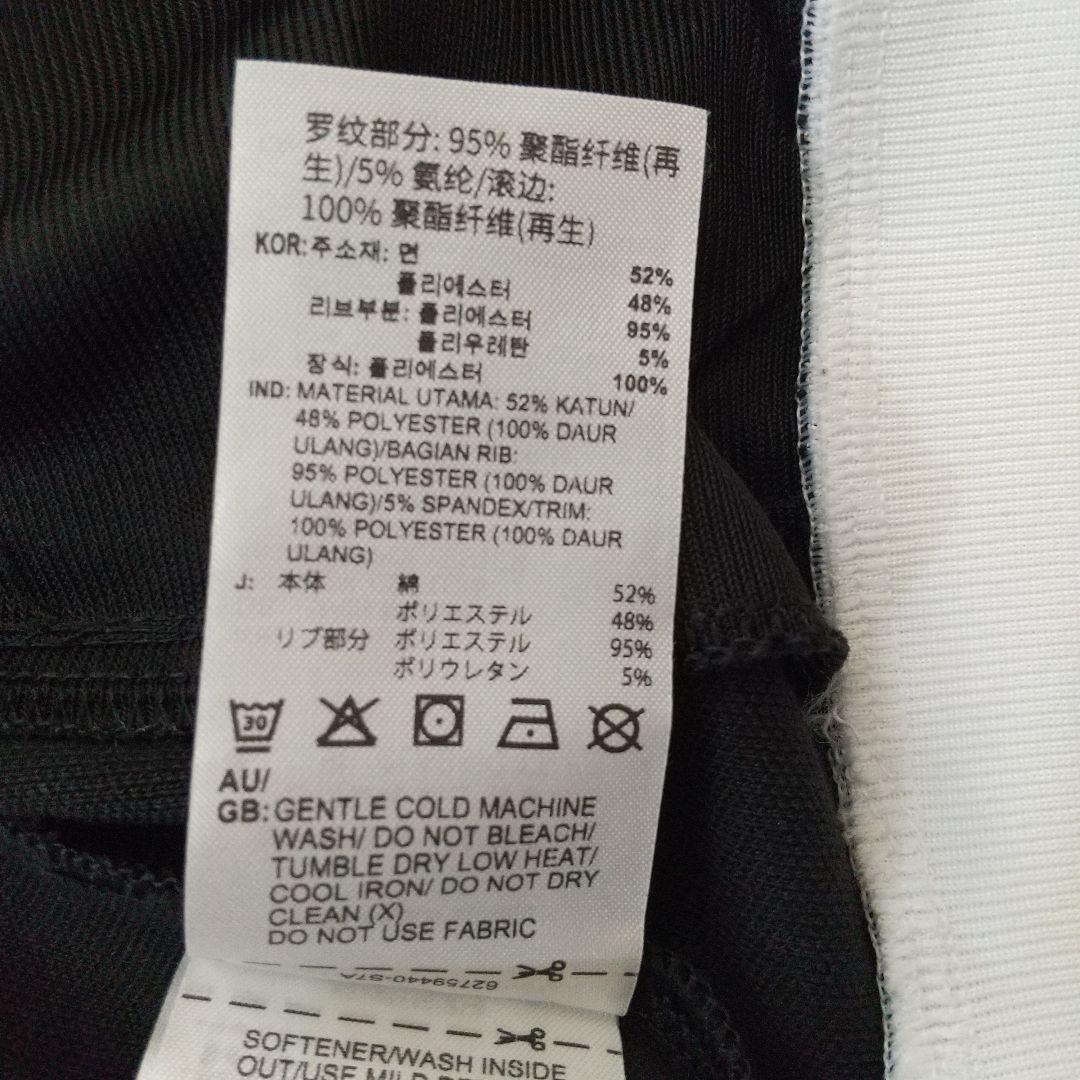 罗纹部分: 95% 聚酯纤维(再
生)/5% 氨纶/滚边:
100% 聚酯纤维(再生)
KOR: 주소재: 면 52%
폴리에스터 48%
리브부분: 폴리에스터 95%
폴리우레탄 5%
장식: 폴리에스터 100%
IND: MATERIAL UTAMA: 52% KATUN/
48% POLYESTER (100% DAUR
ULANG)/BAGIAN RIB:
95% POLYESTER (100% DAUR
ULANG)/5% SPANDEX/TRIM:
100% POLYESTER (100% DAUR
ULANG)
J: 本体 綿 52%
ポリエステル 48%
リブ部分 ポリエステル 95%
ポリウレタン 5%
30
AU/
GB: GENTLE COLD MACHINE
WASH/ DO NOT BLEACH/
TUMBLE DRY LOW HEAT/
COOL IRON/ DO NOT DRY
CLEAN (X)
DO NOT USE FABRIC
62759440-S7A
SOFTENER/WASH INSIDE
OUT/USE MILD